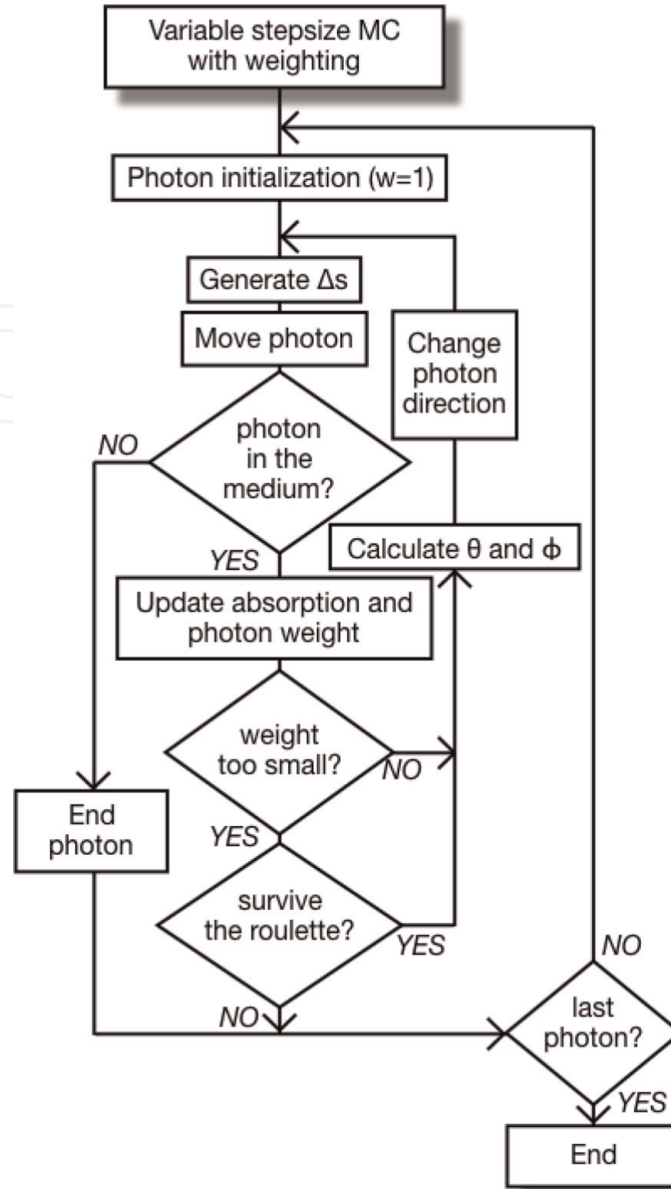 Variable stepsize MC
with weighting
Photon initialization (w=1)
Generate Δs
Move photon
Change
photon
direction
photon
in the
medium?
NO
YES
Calculate θ and ϕ
Update absorption and
photon weight
weight
too small?
NO
YES
End
photon
survive
the roulette?
YES
NO
NO
last
photon?
YES
End